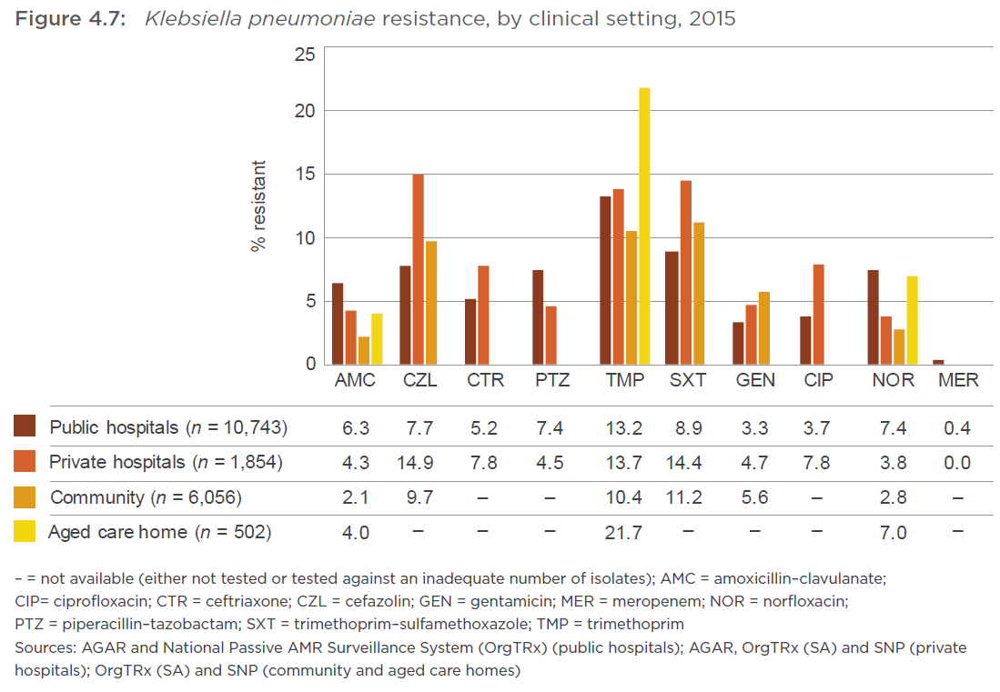 Figure 4.7: Klebsiella pneumoniae resistance, by clinical setting, 2015
% resistant
25
20
15
10
5
0
AMC CZL CTR PTZ TMP SXT GEN CIP NOR MER
Public hospitals (n = 10,743) 6.3 7.7 5.2 7.4 13.2 8.9 3.3 3.7 7.4 0.4
Private hospitals (n = 1,854) 4.3 14.9 7.8 4.5 13.7 14.4 4.7 7.8 3.8 0.0
Community (n = 6,056) 2.1 9.7 – – 10.4 11.2 5.6 – 2.8 –
Aged care home (n = 502) 4.0 – – – 21.7 – – – 7.0 –
– = not available (either not tested or tested against an inadequate number of isolates); AMC = amoxicillin–clavulanate;
CIP= ciprofloxacin; CTR = ceftriaxone; CZL = cefazolin; GEN = gentamicin; MER = meropenem; NOR = norfloxacin;
PTZ = piperacillin–tazobactam; SXT = trimethoprim–sulfamethoxazole; TMP = trimethoprim
Sources: AGAR and National Passive AMR Surveillance System (OrgTRx) (public hospitals); AGAR, OrgTRx (SA) and SNP (private
hospitals); OrgTRx (SA) and SNP (community and aged care homes)